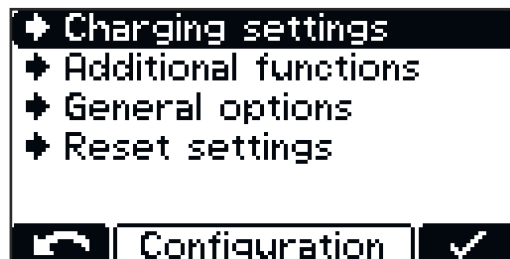 Charging settings
Additional functions
General options
Reset settings
Configuration